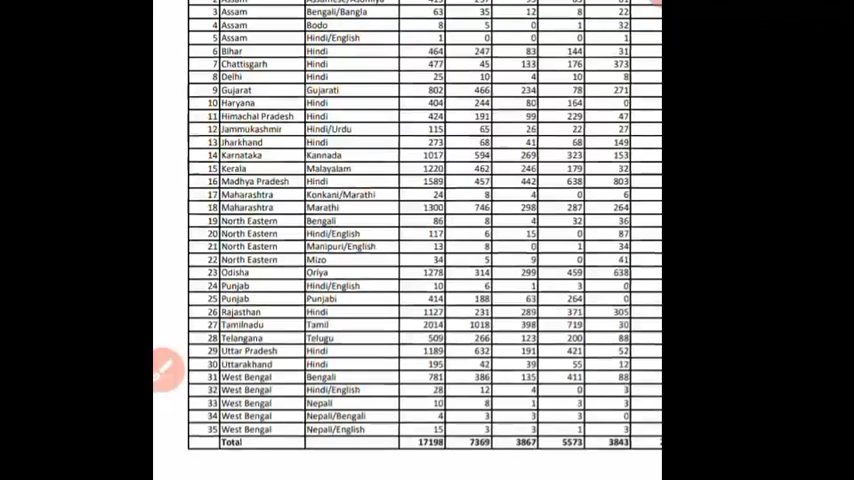 3 Assam Bengali/Bangla 63 35 12 8 22
4 Assam Bodo 8 5 0 1 32
5 Assam Hindi/English 1 0 0 0 1
6 Bihar Hindi 464 247 83 144 31
7 Chattisgarh Hindi 477 45 133 176 373
8 Delhi Hindi 25 10 4 10 8
9 Gujarat Gujarati 802 466 234 78 271
10 Haryana Hindi 404 244 80 164 0
11 Himachal Pradesh Hindi 424 191 99 229 47
12 Jammukashmir Hindi/Urdu 115 65 26 22 27
13 Jharkhand Hindi 273 68 41 68 149
14 Karnataka Kannada 1017 594 269 323 153
15 Kerala Malayalam 1220 462 246 179 32
16 Madhya Pradesh Hindi 1589 457 442 638 803
17 Maharashtra Konkani/Marathi 24 8 4 0 6
18 Maharashtra Marathi 1300 746 298 287 264
19 North Eastern Bengali 86 8 4 32 36
20 North Eastern Hindi/English 117 6 15 0 87
21 North Eastern Manipuri/English 13 8 0 1 34
22 North Eastern Mizo 34 5 9 0 41
23 Odisha Oriya 1278 314 299 459 638
24 Punjab Hindi/English 10 6 1 3 0
25 Punjab Punjabi 414 188 63 264 0
26 Rajasthan Hindi 1127 231 289 371 305
27 Tamilnadu Tamil 2014 1018 398 719 30
28 Telangana Telugu 509 266 123 200 88
29 Uttar Pradesh Hindi 1189 632 191 421 52
30 Uttarakhand Hindi 195 42 39 55 12
31 West Bengal Bengali 781 386 135 411 88
32 West Bengal Hindi/English 28 12 4 0 3
33 West Bengal Nepali 10 8 1 3 3
34 West Bengal Nepali/Bengali 4 3 3 3 0
35 West Bengal Nepali/English 15 3 3 1 3
Total 17198 7369 3867 5573 3843